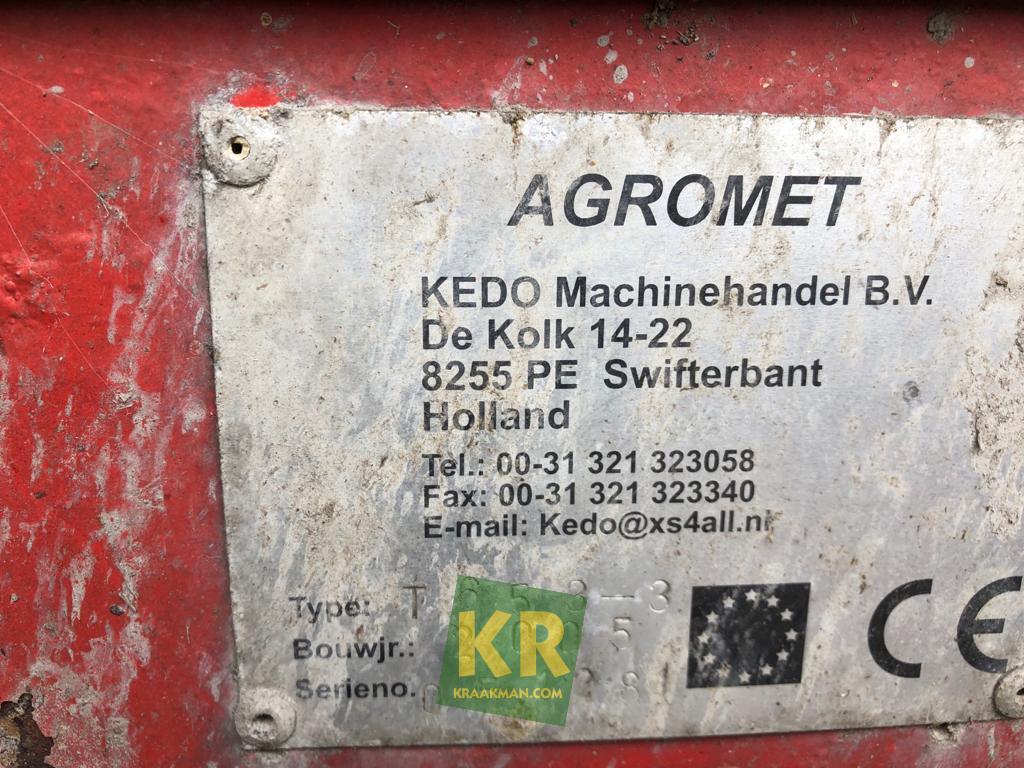 AGROMET
KEDO Machinehandel B.V.
De Kolk 14-22
8255 PE Swifterbant
Holland
Tel.: 00-31 321 323058
Fax: 00-31 321 323340
E-mail: Kedo@xs4all.nl
Type:
Bouwjr.:
Serieno.
KR
KRAAKMAN.COM
CE